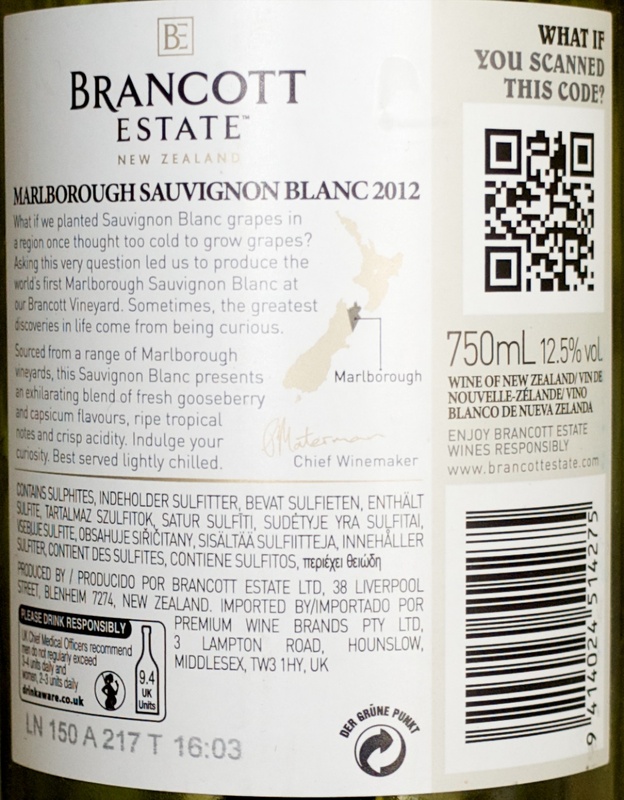 BE
BRANCOTT
ESTATE™
NEW ZEALAND
MARLBOROUGH SAUVIGNON BLANC 2012
What if we planted Sauvignon Blanc grapes in
a region once thought too cold to grow grapes?
Asking this very question led us to produce the
world's first Marlborough Sauvignon Blanc at
our Brancott Vineyard. Sometimes, the greatest
discoveries in life come from being curious.
Sourced from a range of Marlborough
vineyards, this Sauvignon Blanc presents
an exhilarating blend of fresh gooseberry
and capsicum flavours, ripe tropical
notes and crisp acidity. Indulge your
curiosity. Best served lightly chilled.
Marlborough
Chief Winemaker
CONTAINS SULPHITES, INDEHOLDER SULFITTER, BEVAT SULFIETEN, ENTHÄLT
SULFITE, TARTALMAZ SZULFITOK, SATUR SULFĪTI, SUDĖTYJE YRA SULFITAI,
VSEBUJE SULFITE, OBSAHUJE SIŘIČITANY, SISÄLTÄÄ SULFIITTEJA, INNEHÅLLER
SULFITER, CONTIENT DES SULFITES, CONTIENE SULFITOS, περιέχει θειώδη
PRODUCED BY / PRODUCIDO POR BRANCOTT ESTATE LTD, 38 LIVERPOOL
STREET, BLENHEIM 7274, NEW ZEALAND. IMPORTED BY/IMPORTADO POR
PREMIUM WINE BRANDS PTY LTD,
3 LAMPTON ROAD, HOUNSLOW,
MIDDLESEX, TW3 1HY, UK
PLEASE DRINK RESPONSIBLY
UK Chief Medical Officers recommend
men do not regularly exceed
3-4 units daily and
women, 2-3 units daily
drinkaware.co.uk
9.4
UK
Units
LN 150 A 217 T 16:03
DER GRÜNE PUNKT
WHAT IF
YOU SCANNED
THIS CODE?
750mL 12.5% vol.
WINE OF NEW ZEALAND/ VIN DE
NOUVELLE-ZÉLANDE/ VINO
BLANCO DE NUEVA ZELANDA
ENJOY BRANCOTT ESTATE
WINES RESPONSIBLY
www.brancottestate.com
9 414024 514275